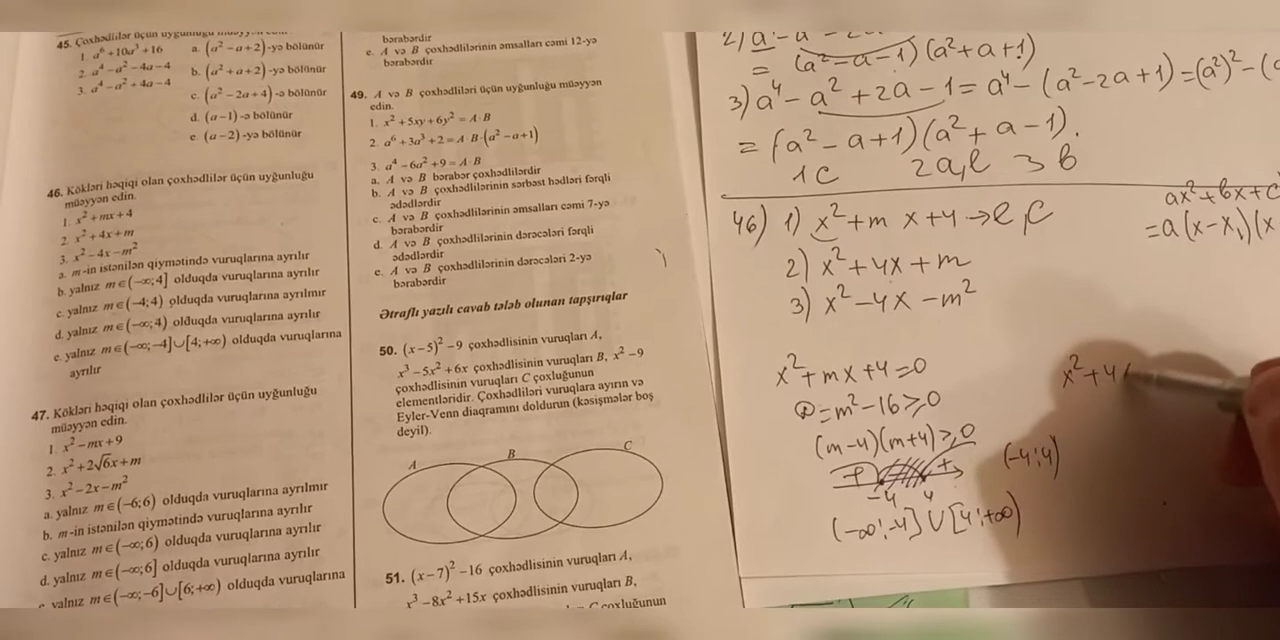 45. Çoxhədlilər üçün uyğunluğu müəyyən edin.
1. a⁶+10a³+16
2. a⁴−a²−4a−4
3. a⁴−a²+4a−4
a. (a²−a+2)-yə bölünür
b. (a²+a+2)-yə bölünür
c. (a²−2a+4)-ə bölünür
d. (a−1)-ə bölünür
e. (a−2)-yə bölünür
46. Kökləri həqiqi olan çoxhədlilər üçün uyğunluğu
müəyyən edin.
1. x²+mx+4
2. x²+4x+m
3. x²−4x−m²
a. m-in istənilən qiymətində vuruqlarına ayrılır
b. yalnız m∈(−∞;4] olduqda vuruqlarına ayrılır
c. yalnız m∈(−4;4) olduqda vuruqlarına ayrılmır
d. yalnız m∈(−∞;4) olduqda vuruqlarına ayrılır
e. yalnız m∈(−∞;−4]∪[4;+∞) olduqda vuruqlarına
ayrılır
47. Kökləri həqiqi olan çoxhədlilər üçün uyğunluğu
müəyyən edin.
1. x²−mx+9
2. x²+2√6x+m
3. x²−2x−m²
a. yalnız m∈(−6;6) olduqda vuruqlarına ayrılmır
b. m-in istənilən qiymətində vuruqlarına ayrılır
c. yalnız m∈(−∞;6) olduqda vuruqlarına ayrılır
d. yalnız m∈(−∞;6] olduqda vuruqlarına ayrılır
e. yalnız m∈(−∞;−6]∪[6;+∞) olduqda vuruqlarına
bərabərdir
e. A və B çoxhədlilərinin əmsalları cəmi 12-yə
bərabərdir
49. A və B çoxhədliləri üçün uyğunluğu müəyyən
edin.
1. x²+5xy+6y²=A·B
2. a⁶+3a³+2=A·B·(a²−a+1)
3. a⁴−6a²+9=A·B
a. A və B bərabər çoxhədlilərdir
b. A və B çoxhədlilərinin sərbəst hədləri fərqli
ədədlərdir
c. A və B çoxhədlilərinin əmsalları cəmi 7-yə
bərabərdir
d. A və B çoxhədlilərinin dərəcələri fərqli
ədədlərdir
e. A və B çoxhədlilərinin dərəcələri 2-yə
bərabərdir
Ətraflı yazılı cavab tələb olunan tapşırıqlar
50. (x−5)²−9 çoxhədlisinin vuruqları A,
x³−5x²+6x çoxhədlisinin vuruqları B, x²−9
çoxhədlisinin vuruqları C çoxluğunun
elementləridir. Çoxhədliləri vuruqlara ayırın və
Eyler-Venn diaqramını doldurun (kəsişmələr boş
deyil).
A B C
51. (x−7)²−16 çoxhədlisinin vuruqları A,
x³−8x²+15x çoxhədlisinin vuruqları B,
C çoxluğunun
=(a²−a−1)(a²+a+1)
3) a⁴−a²+2a−1=a⁴−(a²−2a+1)=(a²)²−(
=(a²−a+1)(a²+a−1).
1c 2a,e 3b
ax²+bx+c
=a(x−x₁)(x
46) 1) x²+mx+4→e,c
2) x²+4x+m
3) x²−4x−m²
x²+mx+4=0
D=m²−16≥0
(m−4)(m+4)≥0
+ +
−4 4
(−4;4)
(−∞;−4]∪[4;+∞)
x²+4